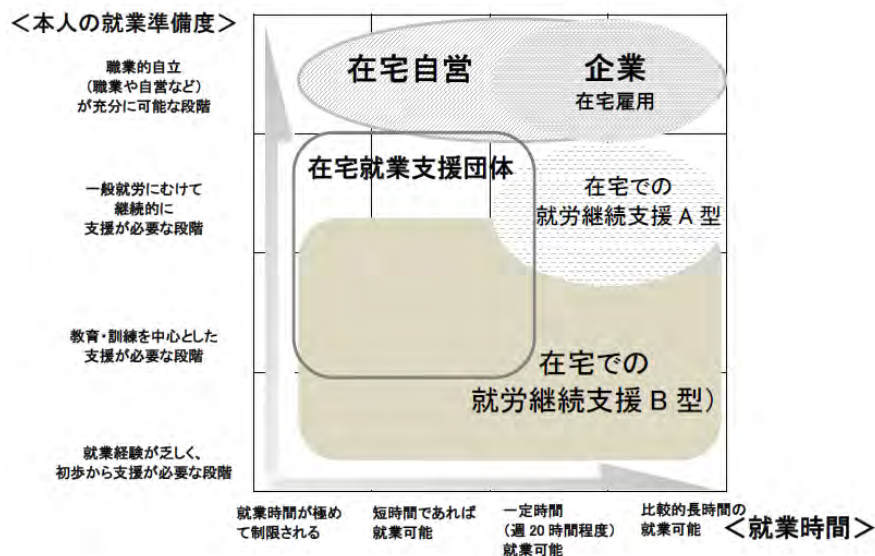 ＜本人の就業準備度＞
職業的自立
（職業や自営など）
が充分に可能な段階
在宅自営
企業
在宅雇用
一般就労にむけて
継続的に
支援が必要な段階
在宅就業支援団体
在宅での
就労継続支援 A 型
教育・訓練を中心とした
支援が必要な段階
在宅での
就労継続支援 B 型）
就業経験が乏しく、
初歩から支援が必要な段階
就業時間が極め
て制限される
短時間であれば
就業可能
一定時間
（週 20 時間程度）
就業可能
比較的長時間の
就業可能
＜就業時間＞